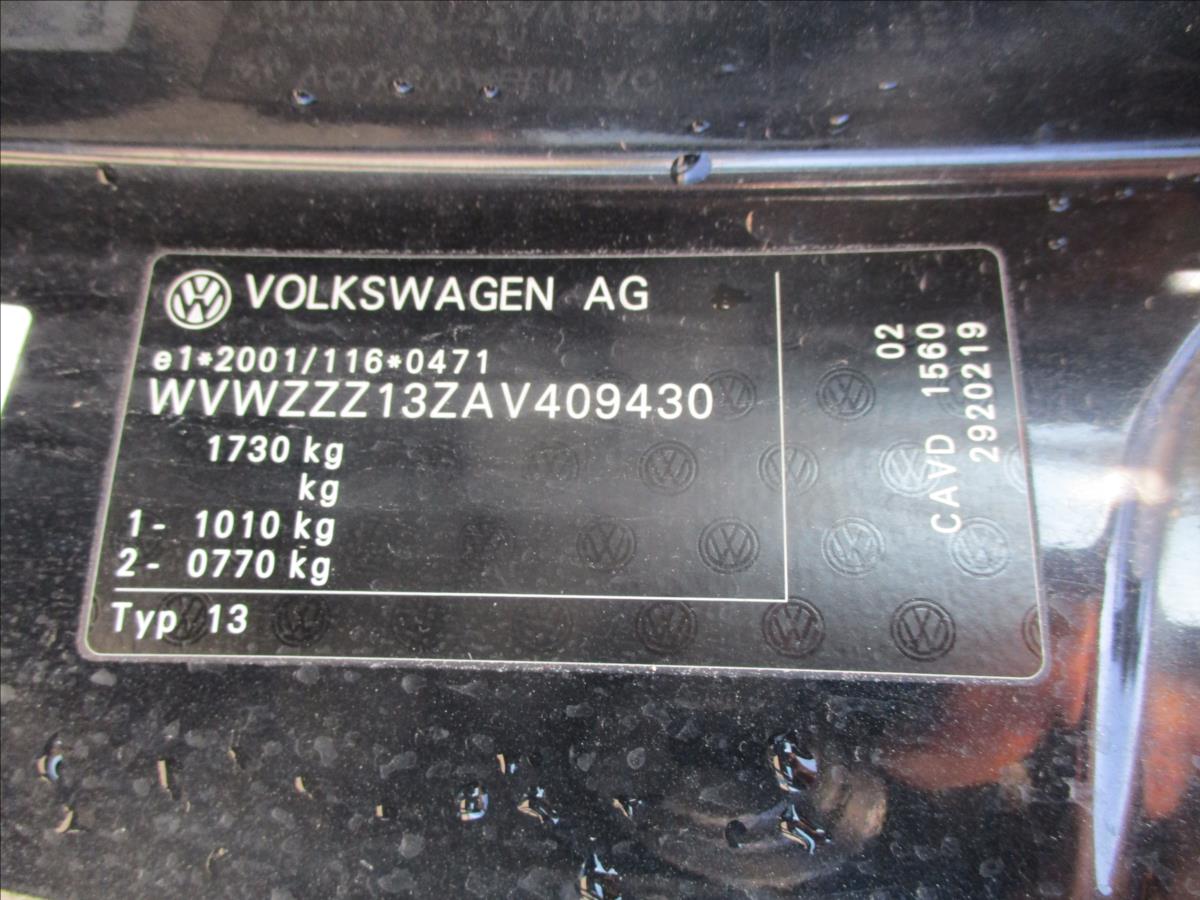 VOLKSWAGEN AG
e1*2001/116*0471
WVWZZZ13ZAV409430
1730 kg
kg
1- 1010 kg
2- 0770 kg
Typ 13
02
CAVD 1560
2920219